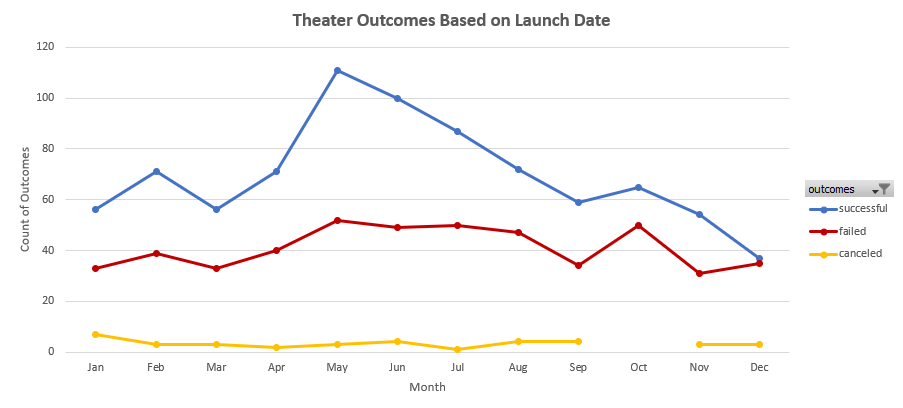 Theater Outcomes Based on Launch Date
120
100
80
60
40
20
0
Count of Outcomes
Jan Feb Mar Apr May Jun Jul Aug Sep Oct Nov Dec
Month
outcomes
successful
failed
canceled